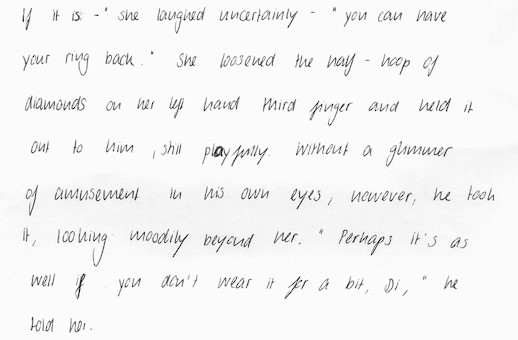 If it is -" she laughed uncertainly - "you can have
your ring back." She loosened the half-hoop of
diamonds on her left hand third finger and held it
out to him, still playfully. Without a glimmer
of amusement in his own eyes, however, he took
it, looking moodily beyond her. "Perhaps it's as
well if you don't wear it for a bit, Di," he
told her.